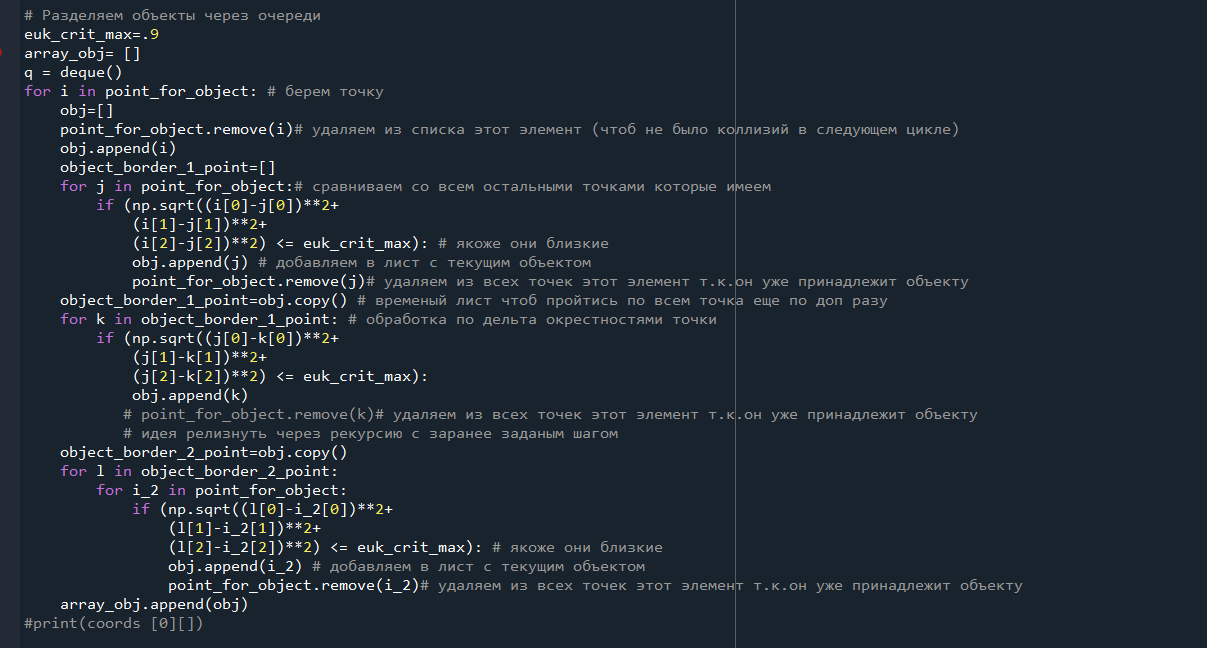 # Разделяем объекты через очереди
euk_crit_max=.9
array_obj= []
q = deque()
for i in point_for_object: # берем точку
    obj=[]
    point_for_object.remove(i)# удаляем из списка этот элемент (чтоб не было коллизий в следующем цикле)
    obj.append(i)
    object_border_1_point=[]
    for j in point_for_object:# сравниваем со всем остальными точками которые имеем
        if (np.sqrt((i[0]-j[0])**2+
            (i[1]-j[1])**2+
            (i[2]-j[2])**2) <= euk_crit_max): # якоже они близкие
            obj.append(j) # добавляем в лист с текущим объектом
            point_for_object.remove(j)# удаляем из всех точек этот элемент т.к.он уже принадлежит объекту
    object_border_1_point=obj.copy() # временый лист чтоб пройтись по всем точка еще по доп разу
    for k in object_border_1_point: # обработка по дельта окрестностями точки
        if (np.sqrt((j[0]-k[0])**2+
            (j[1]-k[1])**2+
            (j[2]-k[2])**2) <= euk_crit_max):
            obj.append(k)
           # point_for_object.remove(k)# удаляем из всех точек этот элемент т.к.он уже принадлежит объекту
           # идея релизнуть через рекурсию с заранее заданым шагом
    object_border_2_point=obj.copy()
    for l in object_border_2_point:
        for i_2 in point_for_object:
            if (np.sqrt((l[0]-i_2[0])**2+
                (l[1]-i_2[1])**2+
                (l[2]-i_2[2])**2) <= euk_crit_max): # якоже они близкие
                obj.append(i_2) # добавляем в лист с текущим объектом
                point_for_object.remove(i_2)# удаляем из всех точек этот элемент т.к.он уже принадлежит объекту
    array_obj.append(obj)
#print(coords [0][])